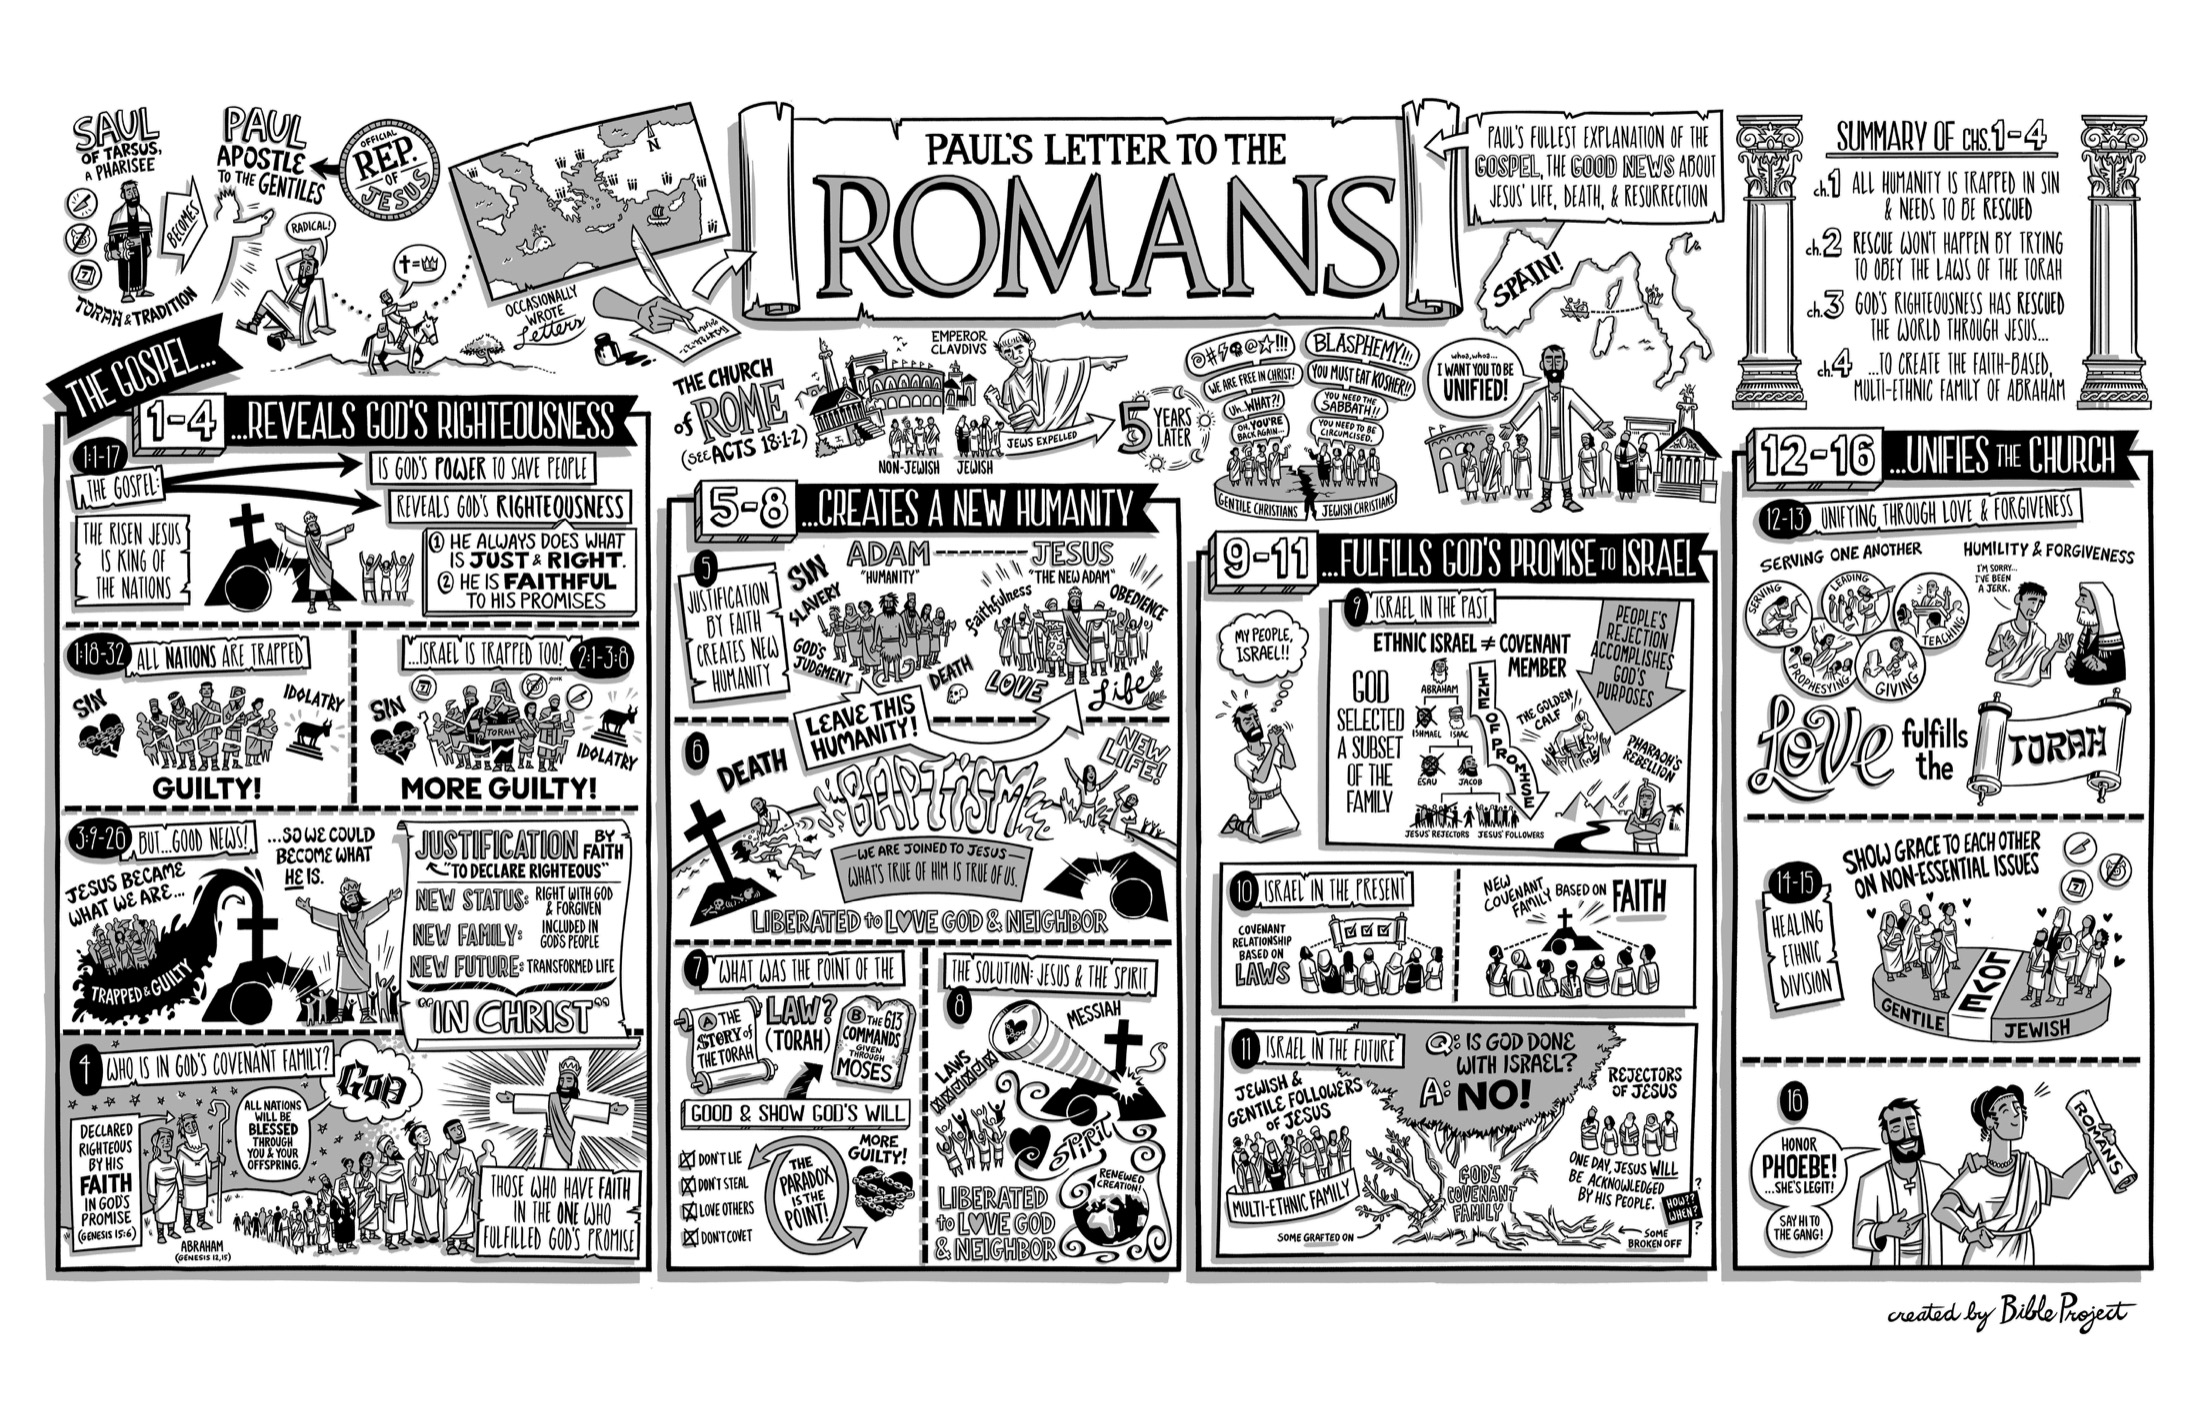 SAUL
OF TARSUS,
A PHARISEE
7
TORAH & TRADITION
BECOMES
PAUL
APOSTLE
TO THE GENTILES
OFFICIAL
REP.
OF
JESUS
RADICAL!
N
OCCASIONALLY
WROTE
Letters
PAUL'S LETTER TO THE
ROMANS
PAUL'S FULLEST EXPLANATION OF THE
GOSPEL, THE GOOD NEWS ABOUT
JESUS' LIFE, DEATH, & RESURRECTION
SPAIN!
THE CHURCH
of ROME
(SEE ACTS 18:1-2)
EMPEROR
CLAVDIVS
NON-JEWISH
JEWISH
JEWS EXPELLED
5 YEARS
LATER
@#!!!
WE ARE FREE IN CHRIST!
Uh..WHAT?!
OH, YOU'RE
BACK AGAIN...
BLASPHEMY!!!
YOU MUST EAT KOSHER!!
YOU NEED THE
SABBATH!!
YOU NEED TO BE
CIRCUMCISED.
GENTILE CHRISTIANS
JEWISH CHRISTIANS
whoa, whoa...
I WANT YOU TO BE
UNIFIED!
SUMMARY OF CHS. 1-4
ch. 1 ALL HUMANITY IS TRAPPED IN SIN
& NEEDS TO BE RESCUED
ch. 2 RESCUE WON'T HAPPEN BY TRYING
TO OBEY THE LAWS OF THE TORAH
ch. 3 GOD'S RIGHTEOUSNESS HAS RESCUED
THE WORLD THROUGH JESUS...
ch. 4 ...TO CREATE THE FAITH-BASED,
MULTI-ETHNIC FAMILY OF ABRAHAM
THE GOSPEL...
1-4 ...REVEALS GOD'S RIGHTEOUSNESS
1:1-17
THE GOSPEL:
IS GOD'S POWER TO SAVE PEOPLE
REVEALS GOD'S RIGHTEOUSNESS
THE RISEN JESUS
IS KING OF
THE NATIONS
1 HE ALWAYS DOES WHAT
IS JUST & RIGHT.
2 HE IS FAITHFUL
TO HIS PROMISES
1:18-32 ALL NATIONS ARE TRAPPED
SIN
IDOLATRY
GUILTY!
...ISRAEL IS TRAPPED TOO! 2:1-3:8
SIN
7
TORAH
IDOLATRY
MORE GUILTY!
3:9-26 BUT...GOOD NEWS!
JESUS BECAME
WHAT WE ARE...
TRAPPED & GUILTY
...SO WE COULD
BECOME WHAT
HE IS.
JUSTIFICATION BY
FAITH
"TO DECLARE RIGHTEOUS"
NEW STATUS: RIGHT WITH GOD
& FORGIVEN
NEW FAMILY: INCLUDED IN
GOD'S PEOPLE
NEW FUTURE: TRANSFORMED LIFE
"IN CHRIST"
4 WHO IS IN GOD'S COVENANT FAMILY?
GOD
DECLARED
RIGHTEOUS
BY HIS
FAITH
IN GOD'S
PROMISE
(GENESIS 15:6)
ALL NATIONS
WILL BE
BLESSED
THROUGH
YOU & YOUR
OFFSPRING.
ABRAHAM
(GENESIS 12,15)
THOSE WHO HAVE FAITH
IN THE ONE WHO
FULFILLED GOD'S PROMISE
5-8 ...CREATES A NEW HUMANITY
5
JUSTIFICATION
BY FAITH
CREATES NEW
HUMANITY
ADAM
"HUMANITY"
SIN
SLAVERY
GOD'S
JUDGMENT
DEATH
JESUS
"THE NEW ADAM"
Faithfulness
OBEDIENCE
LOVE
Life
LEAVE THIS
HUMANITY!
6
DEATH
BAPTISM
NEW
LIFE!
WE ARE JOINED TO JESUS
WHAT'S TRUE OF HIM IS TRUE OF US.
LIBERATED to LOVE GOD & NEIGHBOR
7 WHAT WAS THE POINT OF THE
LAW?
(TORAH)
A THE
STORY of
THE TORAH
B THE 613
COMMANDS
GIVEN
THROUGH
MOSES
GOOD & SHOW GOD'S WILL
DON'T LIE
DON'T STEAL
LOVE OTHERS
DON'T COVET
THE
PARADOX
IS THE
POINT!
MORE
GUILTY!
THE SOLUTION: JESUS & THE SPIRIT
8
MESSIAH
LAWS
SPIRIT
RENEWED
CREATION!
LIBERATED
to LOVE GOD
& NEIGHBOR
9-11 ...FULFILLS GOD'S PROMISE TO ISRAEL
MY PEOPLE,
ISRAEL!!
9 ISRAEL IN THE PAST
ETHNIC ISRAEL ≠ COVENANT
MEMBER
GOD
SELECTED
A SUBSET
OF THE
FAMILY
ABRAHAM
ISHMAEL ISAAC
ESAU JACOB
JESUS' REJECTORS JESUS' FOLLOWERS
LINE OF PROMISE
THE GOLDEN
CALF
PEOPLE'S
REJECTION
ACCOMPLISHES
GOD'S
PURPOSES
PHARAOH'S
REBELLION
10 ISRAEL IN THE PRESENT
COVENANT
RELATIONSHIP
BASED ON
LAWS
NEW
COVENANT
FAMILY BASED ON FAITH
11 ISRAEL IN THE FUTURE
Q: IS GOD DONE
WITH ISRAEL?
A: NO!
JEWISH &
GENTILE FOLLOWERS
OF JESUS
MULTI-ETHNIC FAMILY
SOME GRAFTED ON
GOD'S
COVENANT
FAMILY
REJECTORS
OF JESUS
ONE DAY, JESUS WILL
BE ACKNOWLEDGED
BY HIS PEOPLE.
HOW??
WHEN?
?
?
SOME
BROKEN OFF
12-16 ...UNIFIES THE CHURCH
12-13 UNIFYING THROUGH LOVE & FORGIVENESS
SERVING ONE ANOTHER
SERVING
LEADING
TEACHING
PROPHESYING
GIVING
HUMILITY & FORGIVENESS
I'M SORRY...
I'VE BEEN
A JERK.
LOVE fulfills
the TORAH
14-15
HEALING
ETHNIC
DIVISION
SHOW GRACE TO EACH OTHER
ON NON-ESSENTIAL ISSUES
7
GENTILE
LOVE
JEWISH
16
HONOR
PHOEBE!
...SHE'S LEGIT!
SAY HI TO
THE GANG!
ROMANS
created by BibleProject